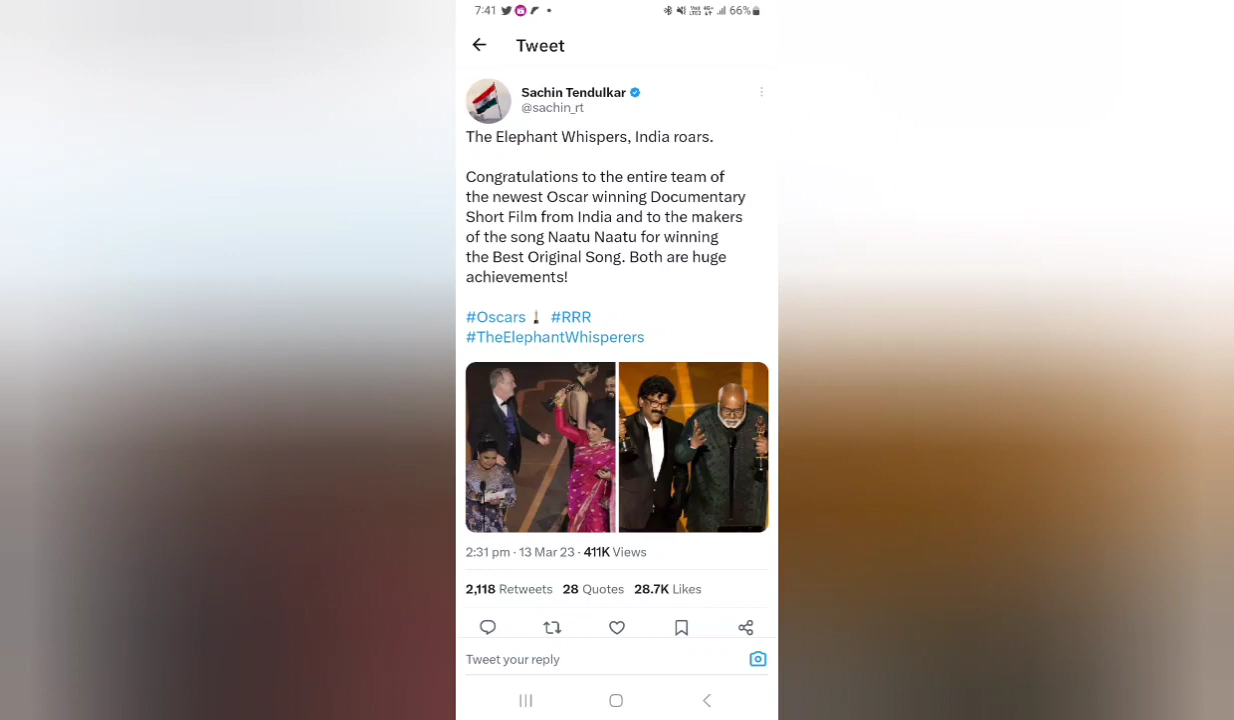 7:41
66%
Tweet
Sachin Tendulkar
@sachin_rt
The Elephant Whispers, India roars.
Congratulations to the entire team of
the newest Oscar winning Documentary
Short Film from India and to the makers
of the song Naatu Naatu for winning
the Best Original Song. Both are huge
achievements!
#Oscars #RRR
#TheElephantWhisperers
2:31 pm · 13 Mar 23 · 411K Views
2,118 Retweets 28 Quotes 28.7K Likes
Tweet your reply